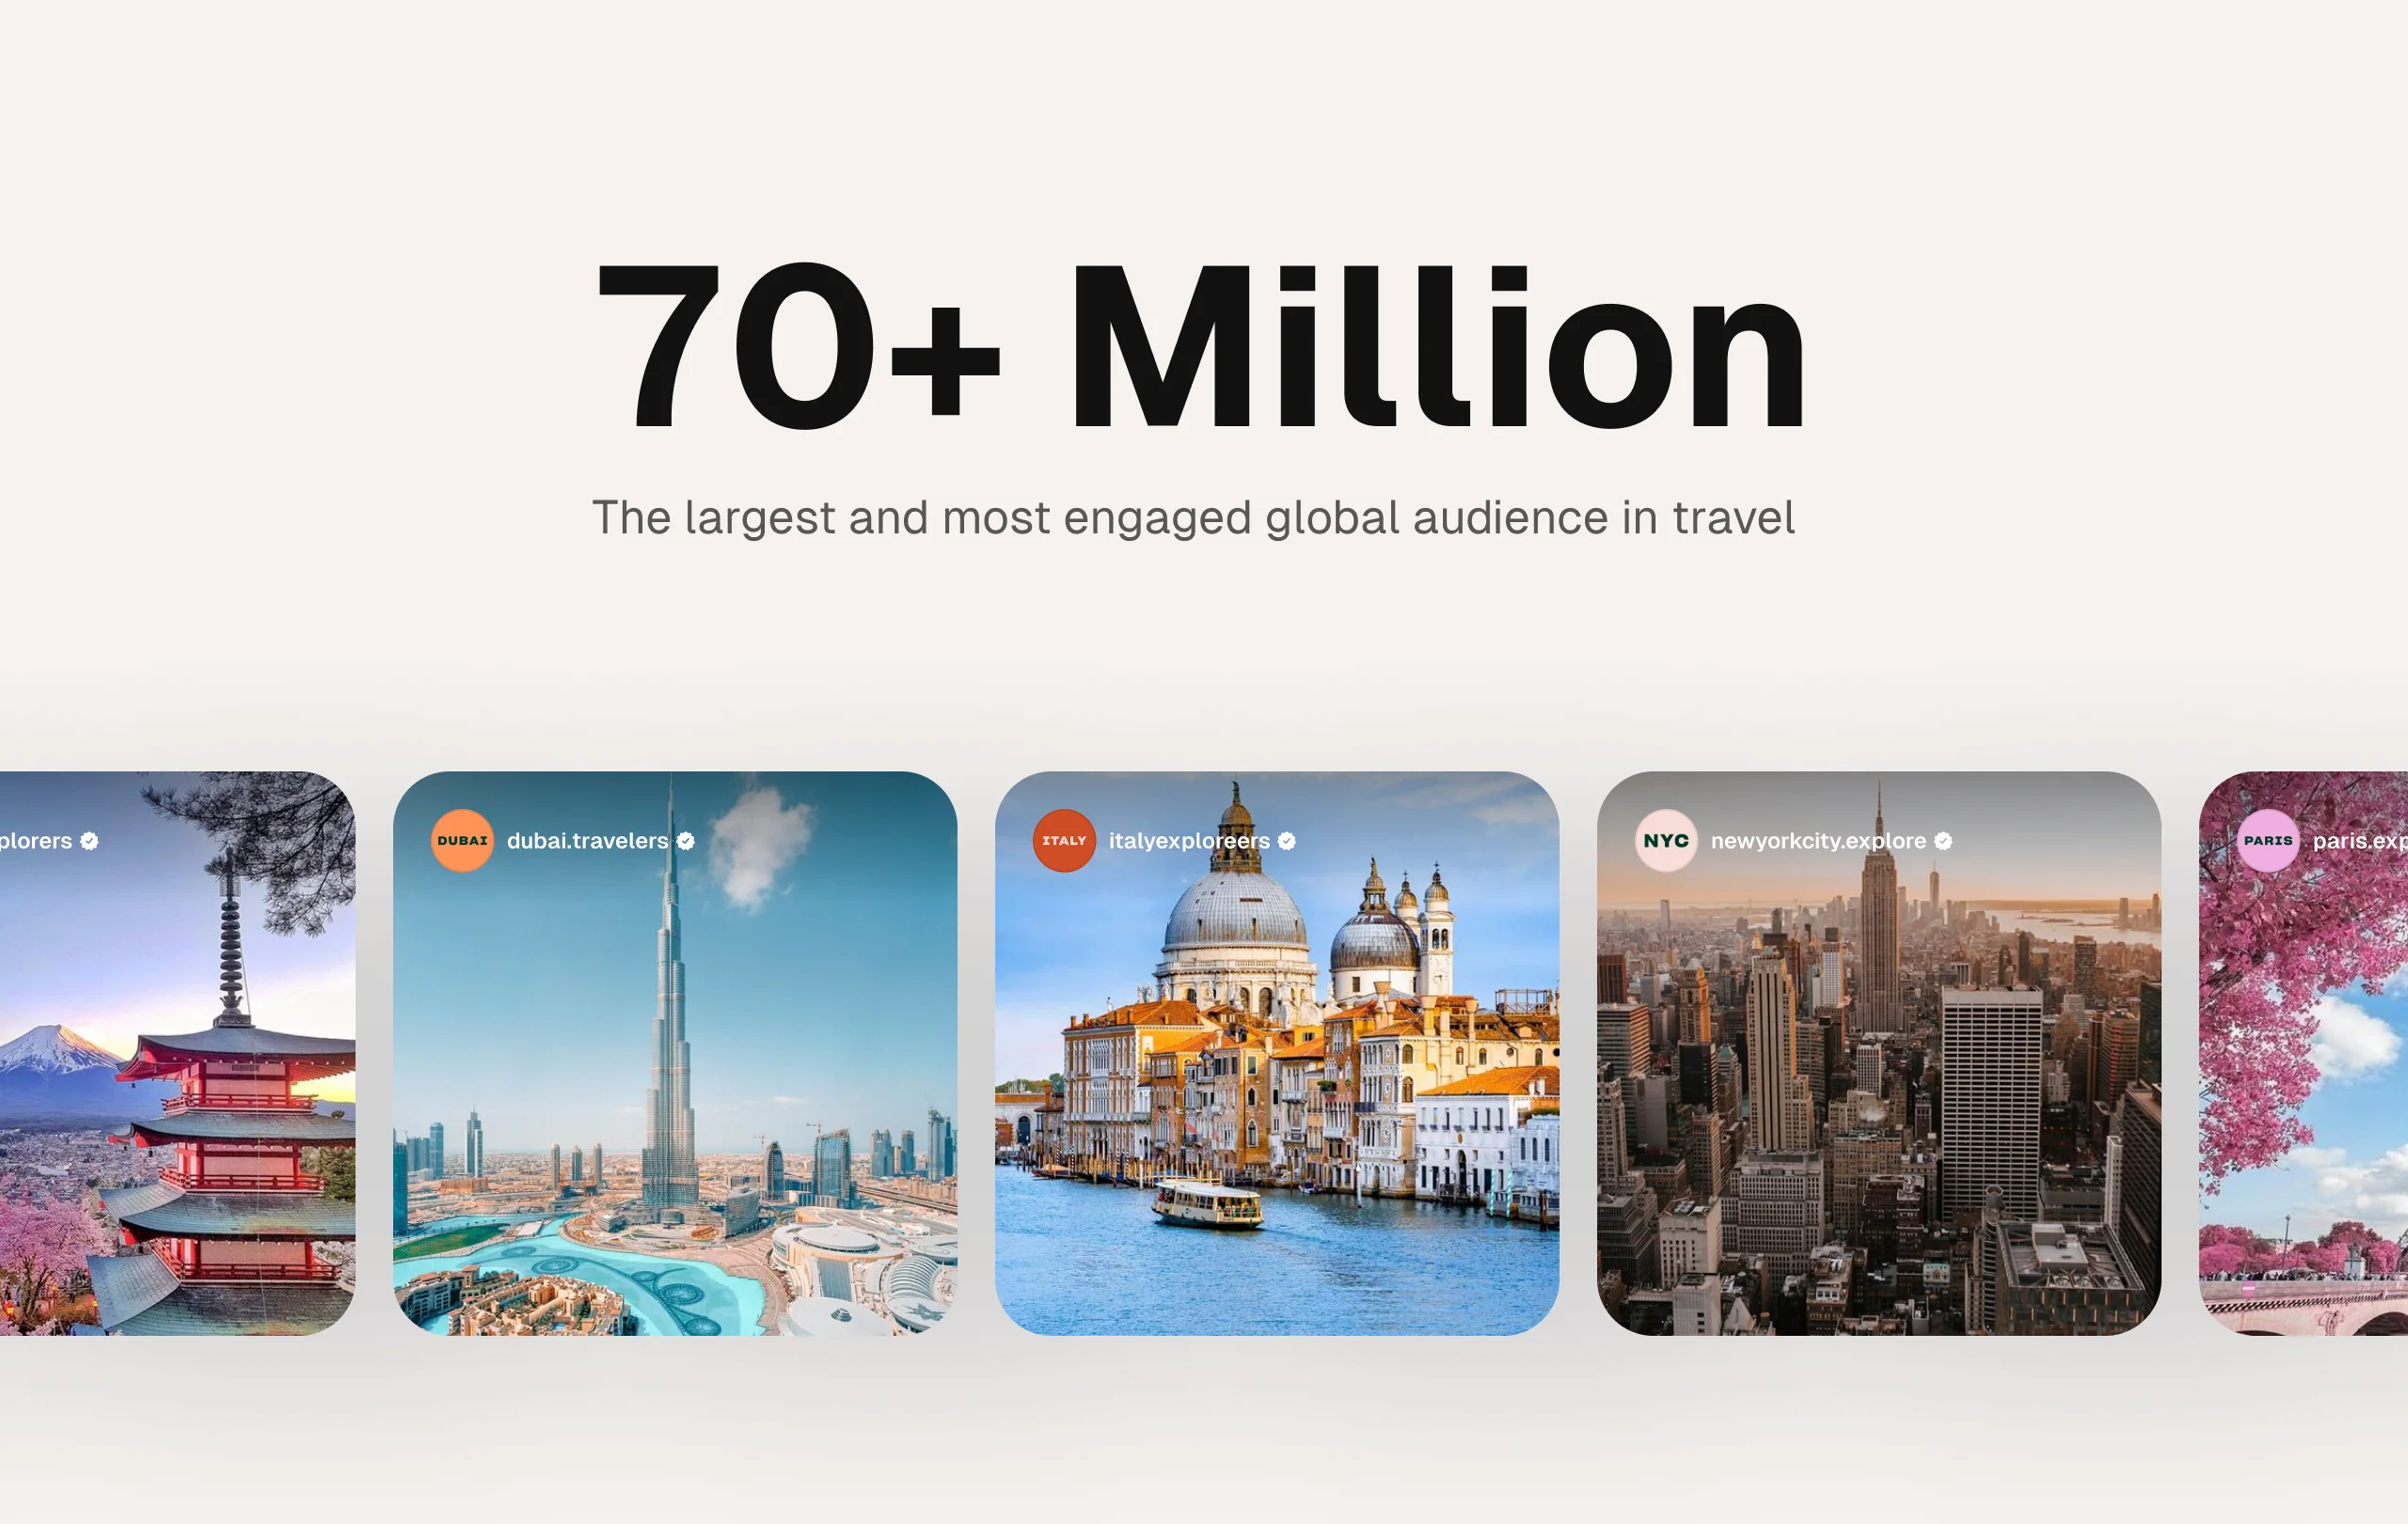 70+ Million
The largest and most engaged global audience in travel
plorers
DUBAI dubai.travelers
ITALY italyexploreers
NYC newyorkcity.explore
PARIS paris.exp